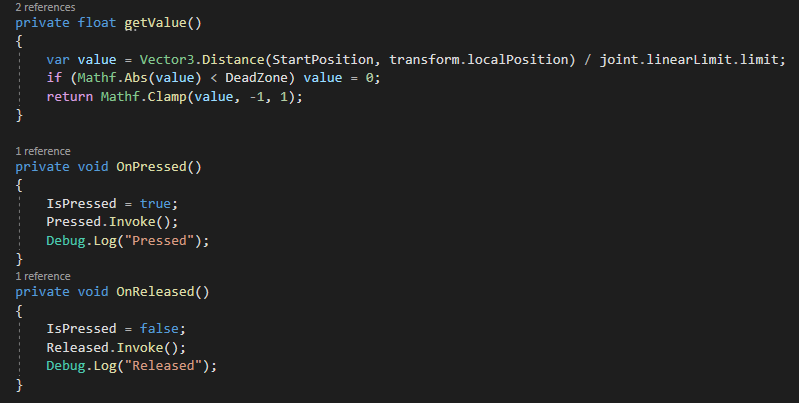 2 references
private float getValue()
{
var value = Vector3.Distance(StartPosition, transform.localPosition) / joint.linearLimit.limit;
if (Mathf.Abs(value) < DeadZone) value = 0;
return Mathf.Clamp(value, -1, 1);
}
1 reference
private void OnPressed()
{
IsPressed = true;
Pressed.Invoke();
Debug.Log("Pressed");
}
1 reference
private void OnReleased()
{
IsPressed = false;
Released.Invoke();
Debug.Log("Released");
}